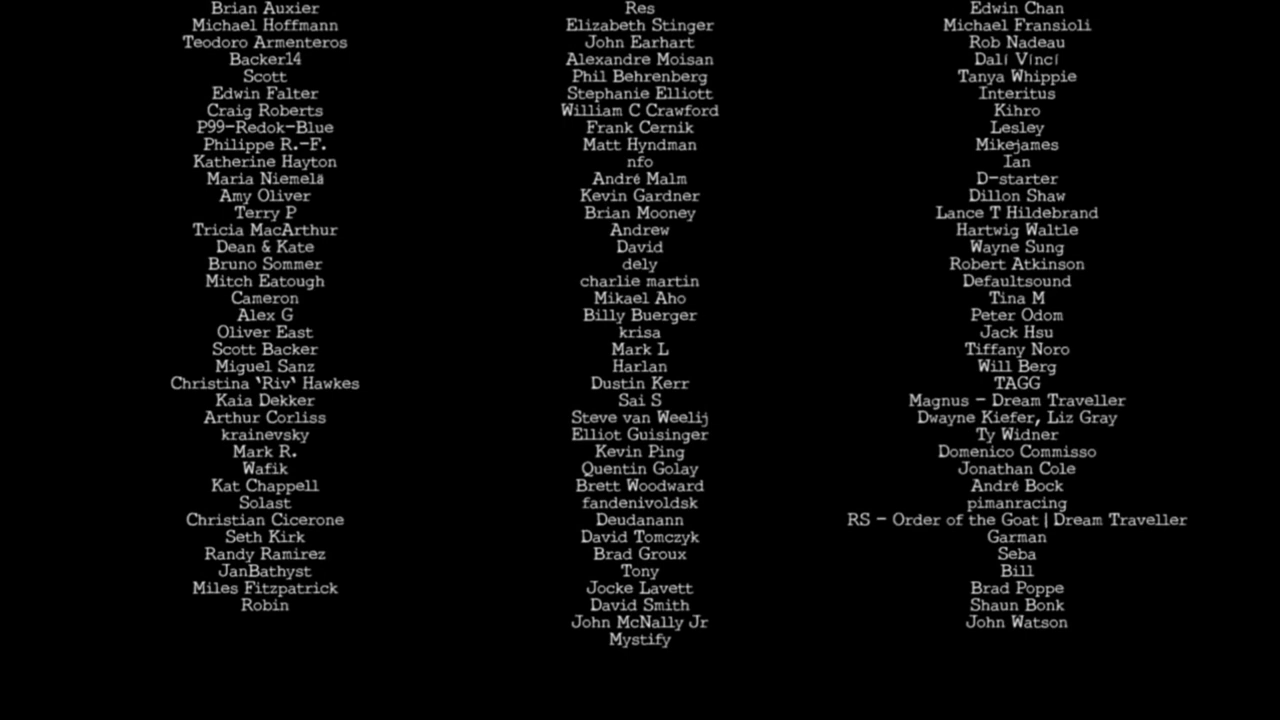 Brian Auxier
Michael Hoffmann
Teodoro Armenteros
Backer14
Scott
Edwin Falter
Craig Roberts
P99-Redok-Blue
Philippe R.-F.
Katherine Hayton
Maria Niemelä
Amy Oliver
Terry P
Tricia MacArthur
Dean & Kate
Bruno Sommer
Mitch Eatough
Cameron
Alex G
Oliver East
Scott Backer
Miguel Sanz
Christina 'Riv' Hawkes
Kaia Dekker
Arthur Corliss
krainevsky
Mark R.
Wafik
Kat Chappell
Solast
Christian Cicerone
Seth Kirk
Randy Ramirez
JanBathyst
Miles Fitzpatrick
Robin
Res
Elizabeth Stinger
John Earhart
Alexandre Moisan
Phil Behrenberg
Stephanie Elliott
William C Crawford
Frank Cernik
Matt Hyndman
nfo
André Malm
Kevin Gardner
Brian Mooney
Andrew
David
dely
charlie martin
Mikael Aho
Billy Buerger
krisa
Mark L
Harlan
Dustin Kerr
Sai S
Steve van Weelij
Elliot Guisinger
Kevin Ping
Quentin Golay
Brett Woodward
fandenivoldsk
Deudanann
David Tomczyk
Brad Groux
Tony
Jocke Lavett
David Smith
John McNally Jr
Mystify
Edwin Chan
Michael Fransioli
Rob Nadeau
Dalí Vincí
Tanya Whippie
Interitus
Kihro
Lesley
Mikejames
Ian
D-starter
Dillon Shaw
Lance T Hildebrand
Hartwig Waltle
Wayne Sung
Robert Atkinson
Defaultsound
Tina M
Peter Odom
Jack Hsu
Tiffany Noro
Will Berg
TAGG
Magnus - Dream Traveller
Dwayne Kiefer, Liz Gray
Ty Widner
Domenico Commisso
Jonathan Cole
André Bock
pimanracing
RS - Order of the Goat | Dream Traveller
Garman
Seba
Bill
Brad Poppe
Shaun Bonk
John Watson